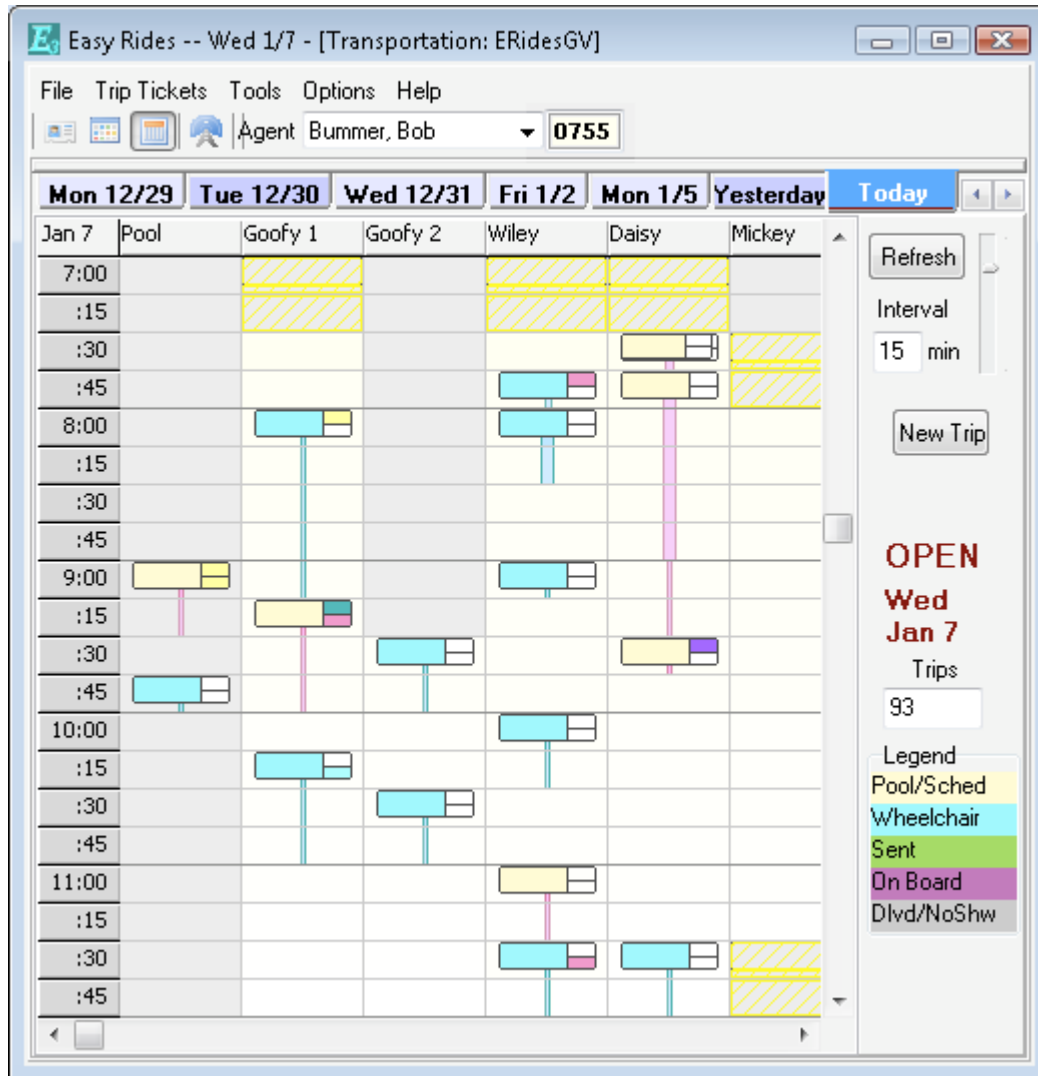 Easy Rides -- Wed 1/7 - [Transportation: ERidesGV]
File Trip Tickets Tools Options Help
Agent Bummer, Bob 0755
Mon 12/29 Tue 12/30 Wed 12/31 Fri 1/2 Mon 1/5 Yesterday Today
Jan 7 Pool Goofy 1 Goofy 2 Wiley Daisy Mickey
7:00
:15
:30
:45
8:00
:15
:30
:45
9:00
:15
:30
:45
10:00
:15
:30
:45
11:00
:15
:30
:45
Refresh
Interval
15 min
New Trip
OPEN
Wed
Jan 7
Trips
93
Legend
Pool/Sched
Wheelchair
Sent
On Board
Dlvd/NoShw